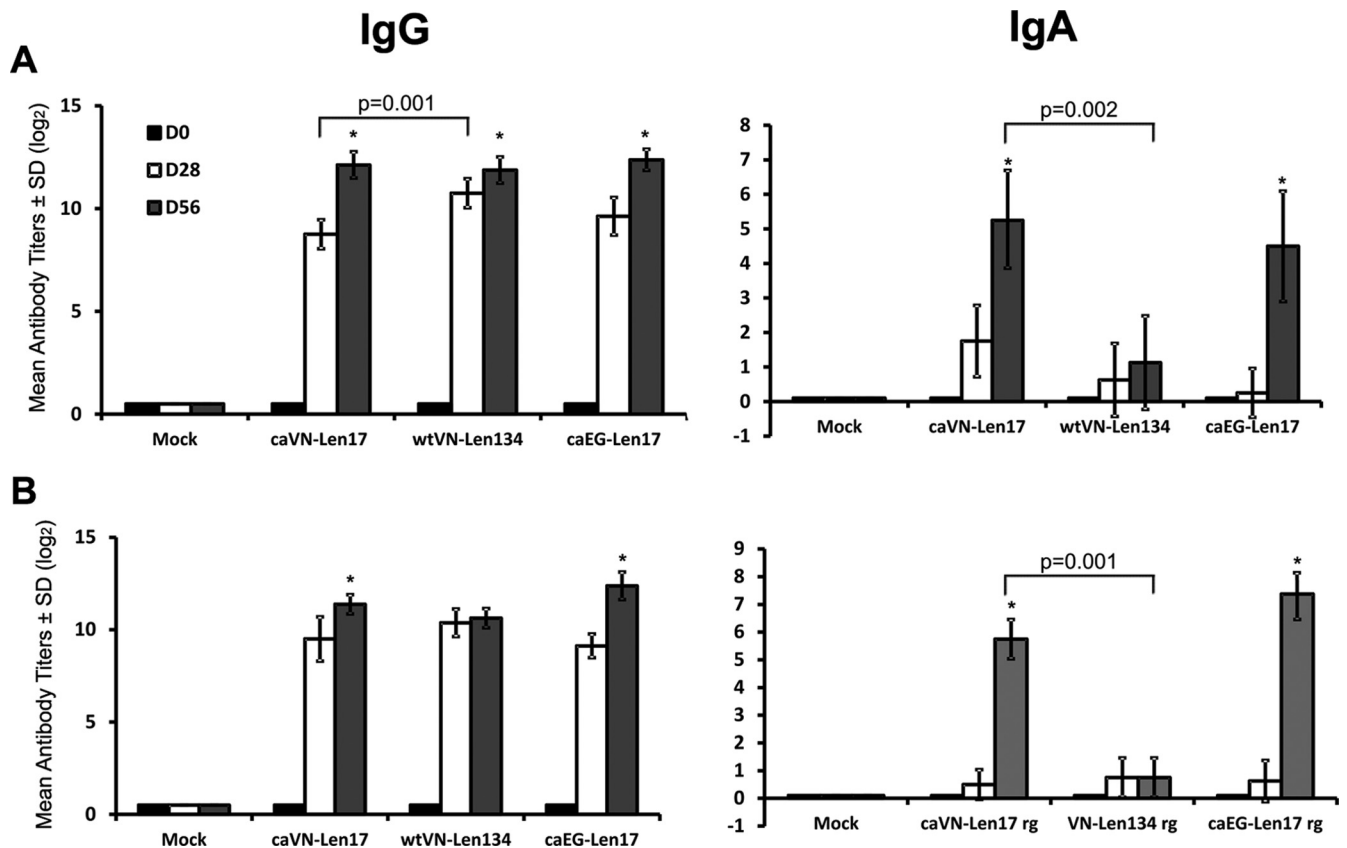 IgG
IgA
A
Mean Antibody Titers ± SD (log2)
15
10
5
0
D0
D28
D56
p=0.001
*
*
*
Mock
caVN-Len17
wtVN-Len134
caEG-Len17
8
7
6
5
4
3
2
1
0
-1
p=0.002
*
*
Mock
caVN-Len17
wtVN-Len134
caEG-Len17
B
Mean Antibody Titers ± SD (log2)
15
10
5
0
*
*
Mock
caVN-Len17
wtVN-Len134
caEG-Len17
9
8
7
6
5
4
3
2
1
0
-1
p=0.001
*
*
Mock
caVN-Len17 rg
VN-Len134 rg
caEG-Len17 rg